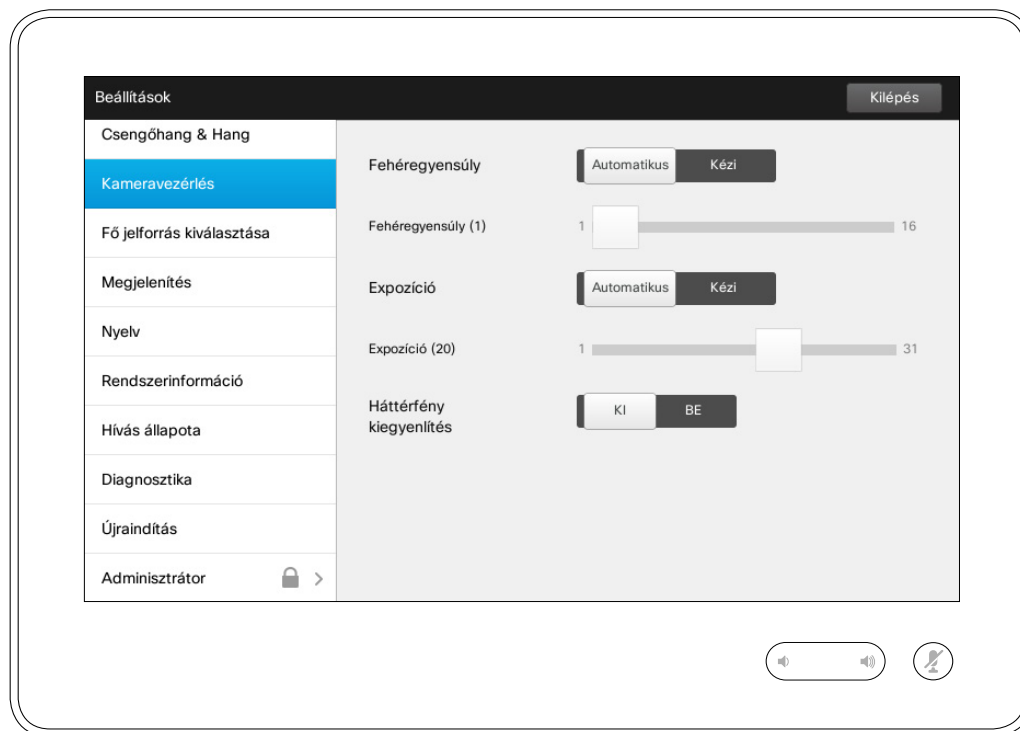 Beállítások
Kilépés
Csengőhang & Hang
Kameravezérlés
Fő jelforrás kiválasztása
Megjelenítés
Nyelv
Rendszerinformáció
Hívás állapota
Diagnosztika
Újraindítás
Adminisztrátor
Fehéregyensúly
Automatikus Kézi
Fehéregyensúly (1)
1 16
Expozíció
Automatikus Kézi
Expozíció (20)
1 31
Háttérfény
kiegyenlítés
KI BE